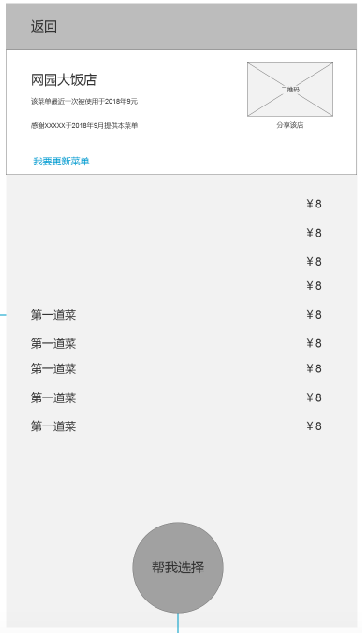 返回
网园大饭店
该菜单最近一次被使用于2018年9元
二维码
感谢XXXXX于2018年5月提供本菜单
分享该店
我要更新菜单
¥8
¥8
¥8
¥8
第一道菜 ¥8
第一道菜 ¥8
第一道菜 ¥8
第一道菜 ¥8
第一道菜 ¥8
帮我选择